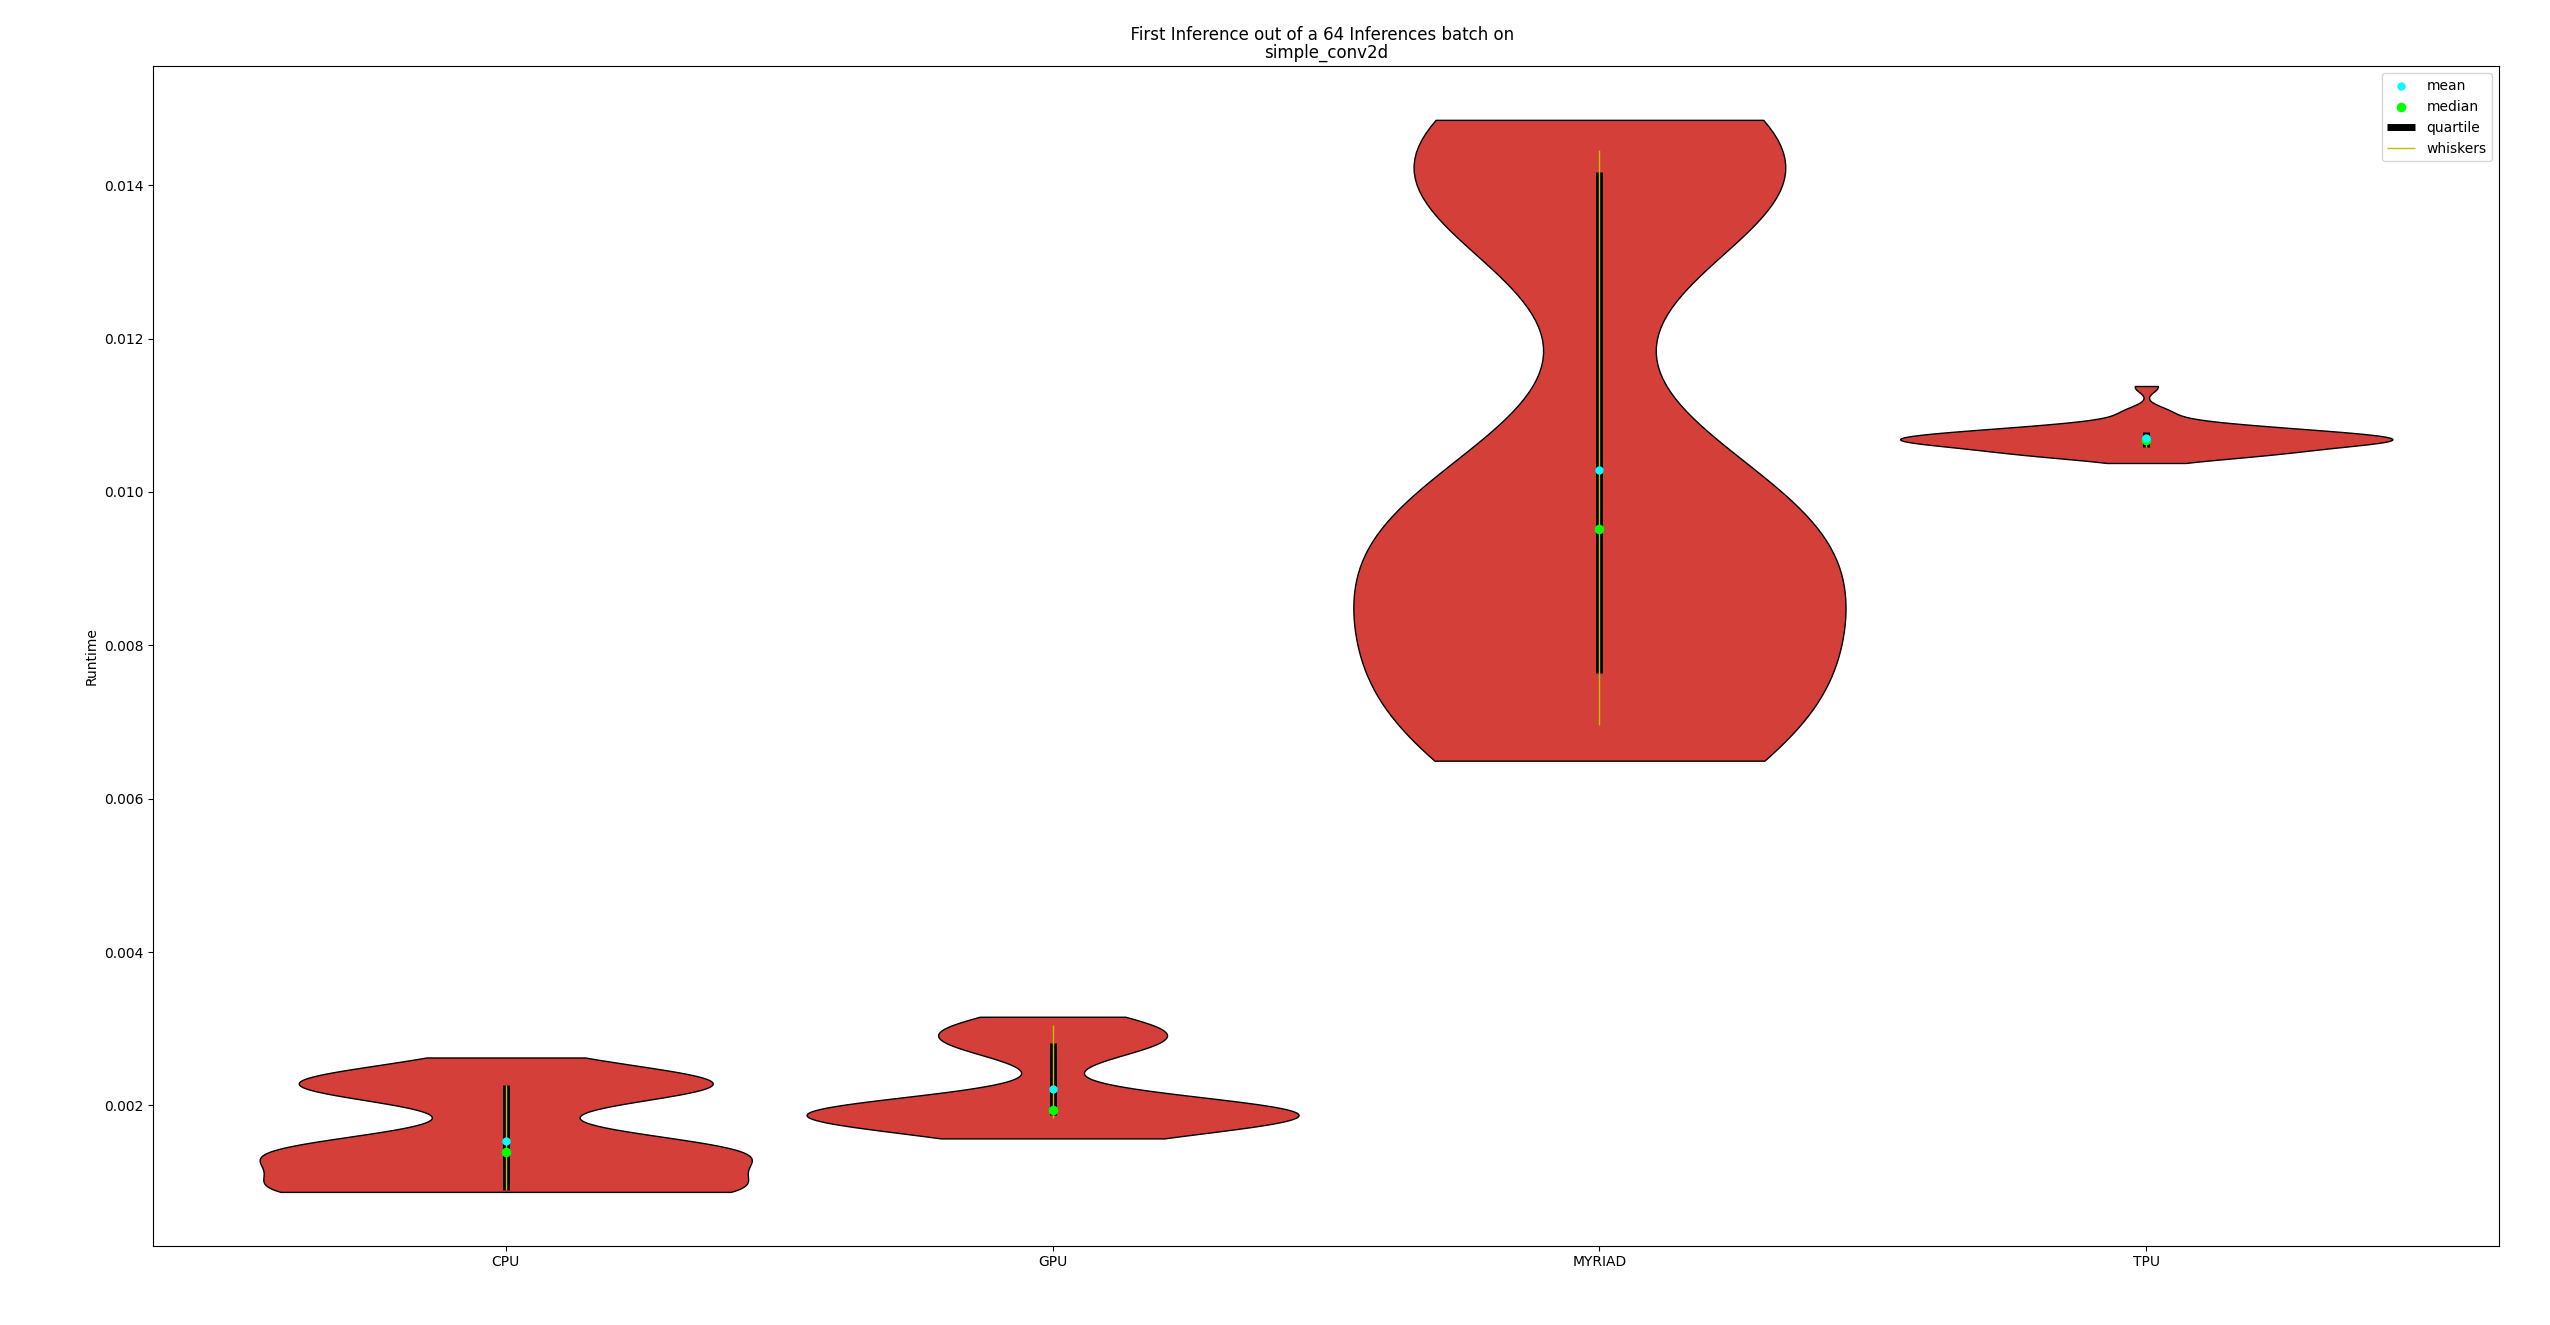 First Inference out of a 64 Inferences batch on
simple_conv2d
mean
median
quartile
whiskers
0.014
0.012
0.010
0.008
0.006
0.004
0.002
Runtime
CPU
GPU
MYRIAD
TPU